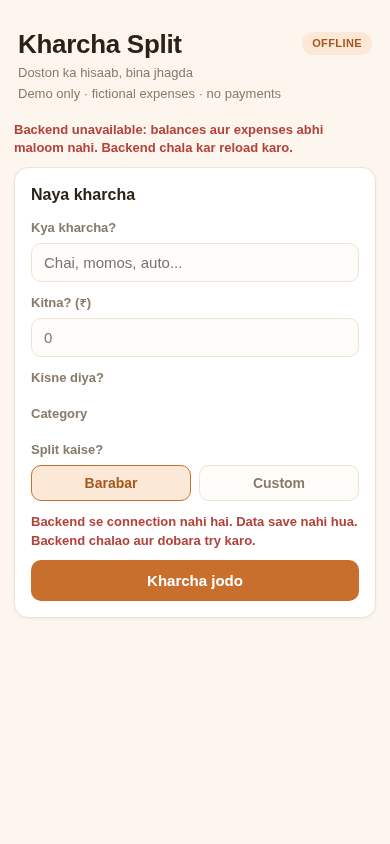 Kharcha Split
OFFLINE
Doston ka hisaab, bina jhagda
Demo only · fictional expenses · no payments
Backend unavailable: balances aur expenses abhi
maloom nahi. Backend chala kar reload karo.
Naya kharcha
Kya kharcha?
Chai, momos, auto...
Kitna? (₹)
0
Kisne diya?
Category
Split kaise?
Barabar
Custom
Backend se connection nahi hai. Data save nahi hua.
Backend chalao aur dobara try karo.
Kharcha jodo